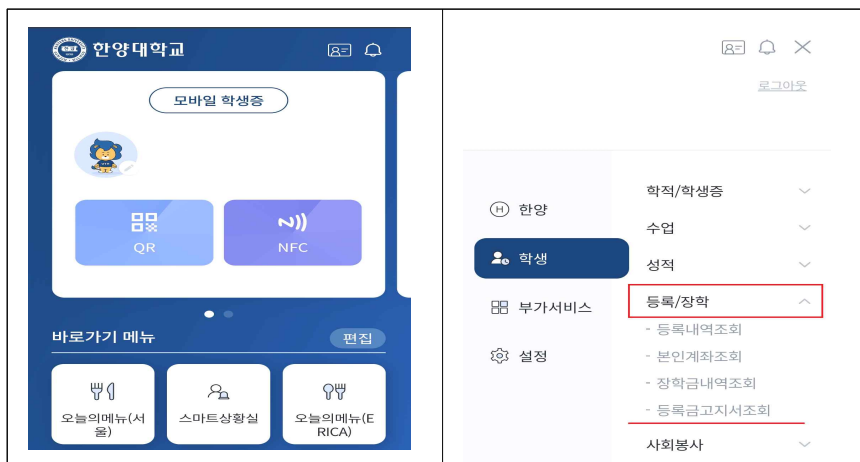 한양대학교
모바일 학생증
QR
NFC
바로가기 메뉴
편집
오늘의메뉴(서
울)
스마트상황실
오늘의메뉴(E
RICA)
로그아웃
한양
학생
부가서비스
설정
학적/학생증
수업
성적
등록/장학
- 등록내역조회
- 본인계좌조회
- 장학금내역조회
- 등록금고지서조회
사회봉사